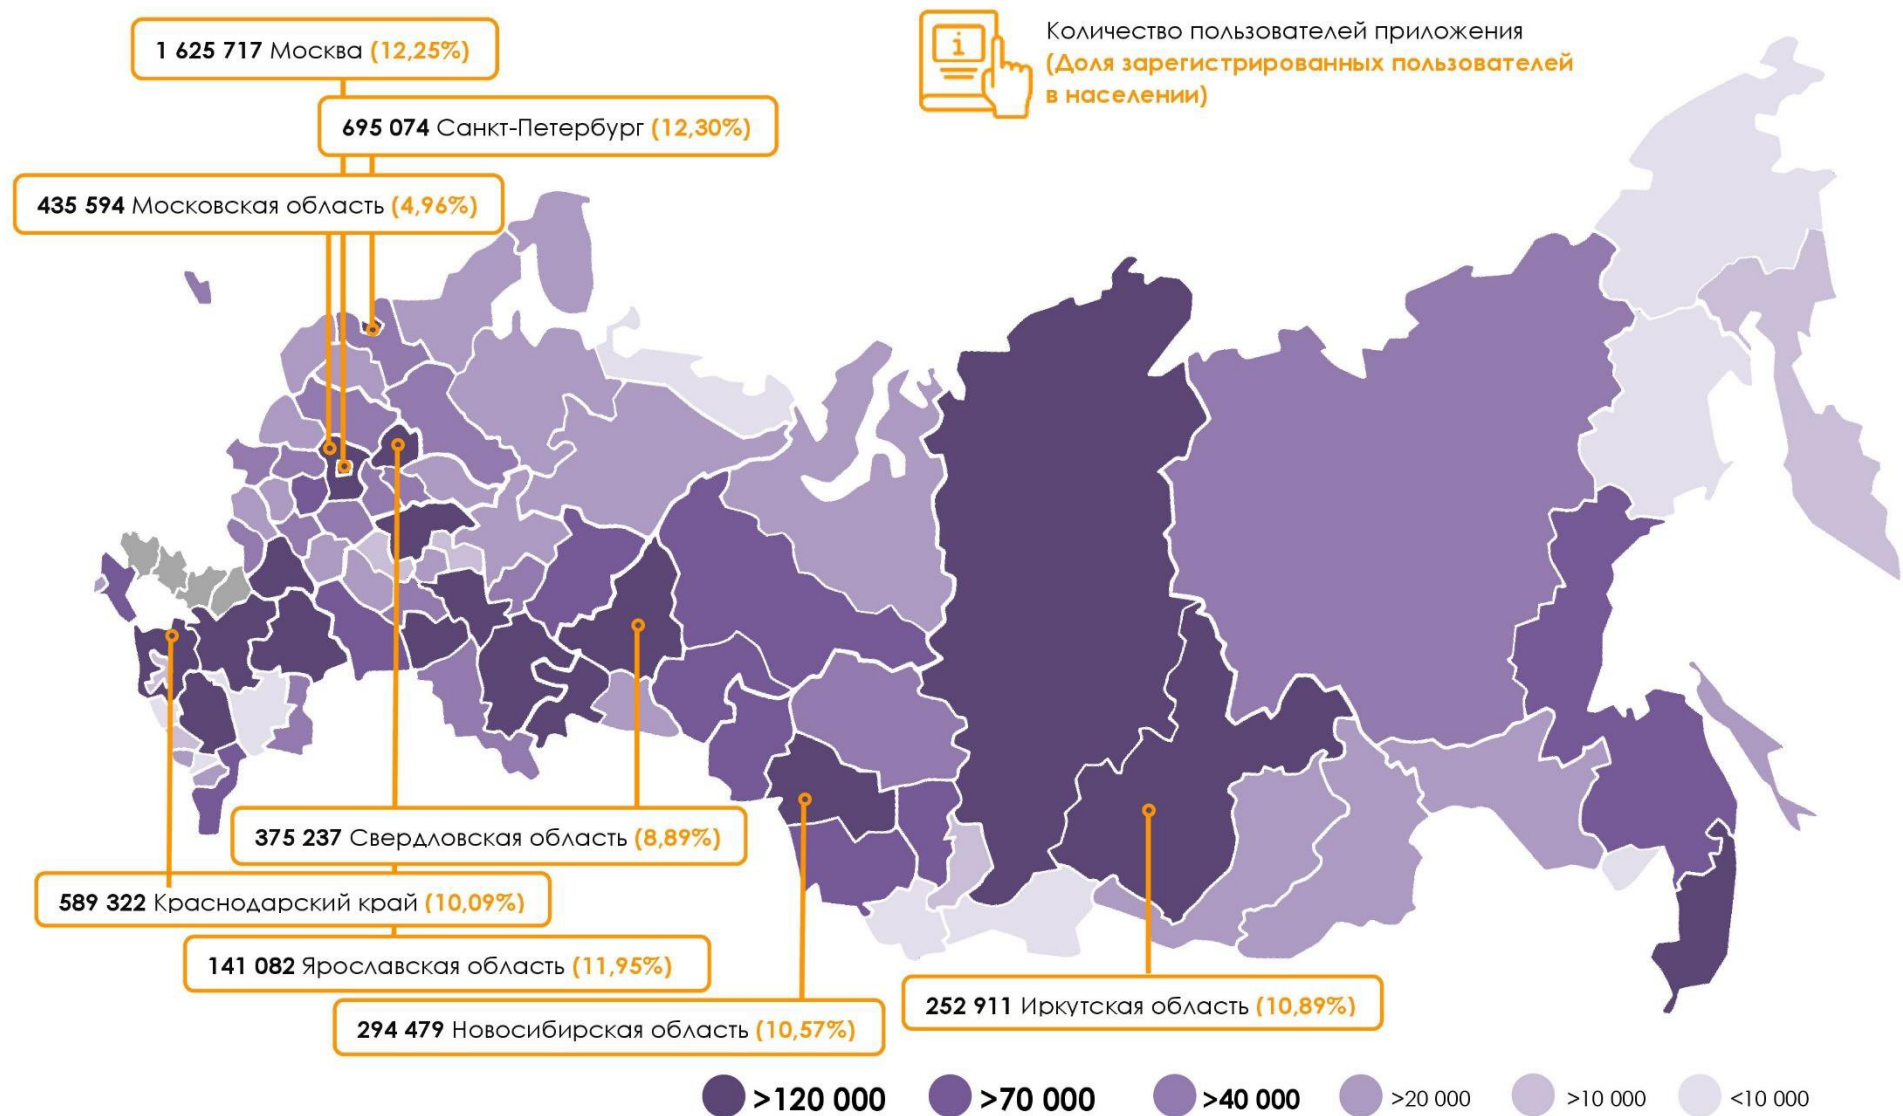 1 625 717 Москва (12,25%)
Количество пользователей приложения
(Доля зарегистрированных пользователей
в населении)
695 074 Санкт-Петербург (12,30%)
435 594 Московская область (4,96%)
375 237 Свердловская область (8,89%)
589 322 Краснодарский край (10,09%)
141 082 Ярославская область (11,95%)
294 479 Новосибирская область (10,57%)
252 911 Иркутская область (10,89%)
>120 000 >70 000 >40 000 >20 000 >10 000 <10 000